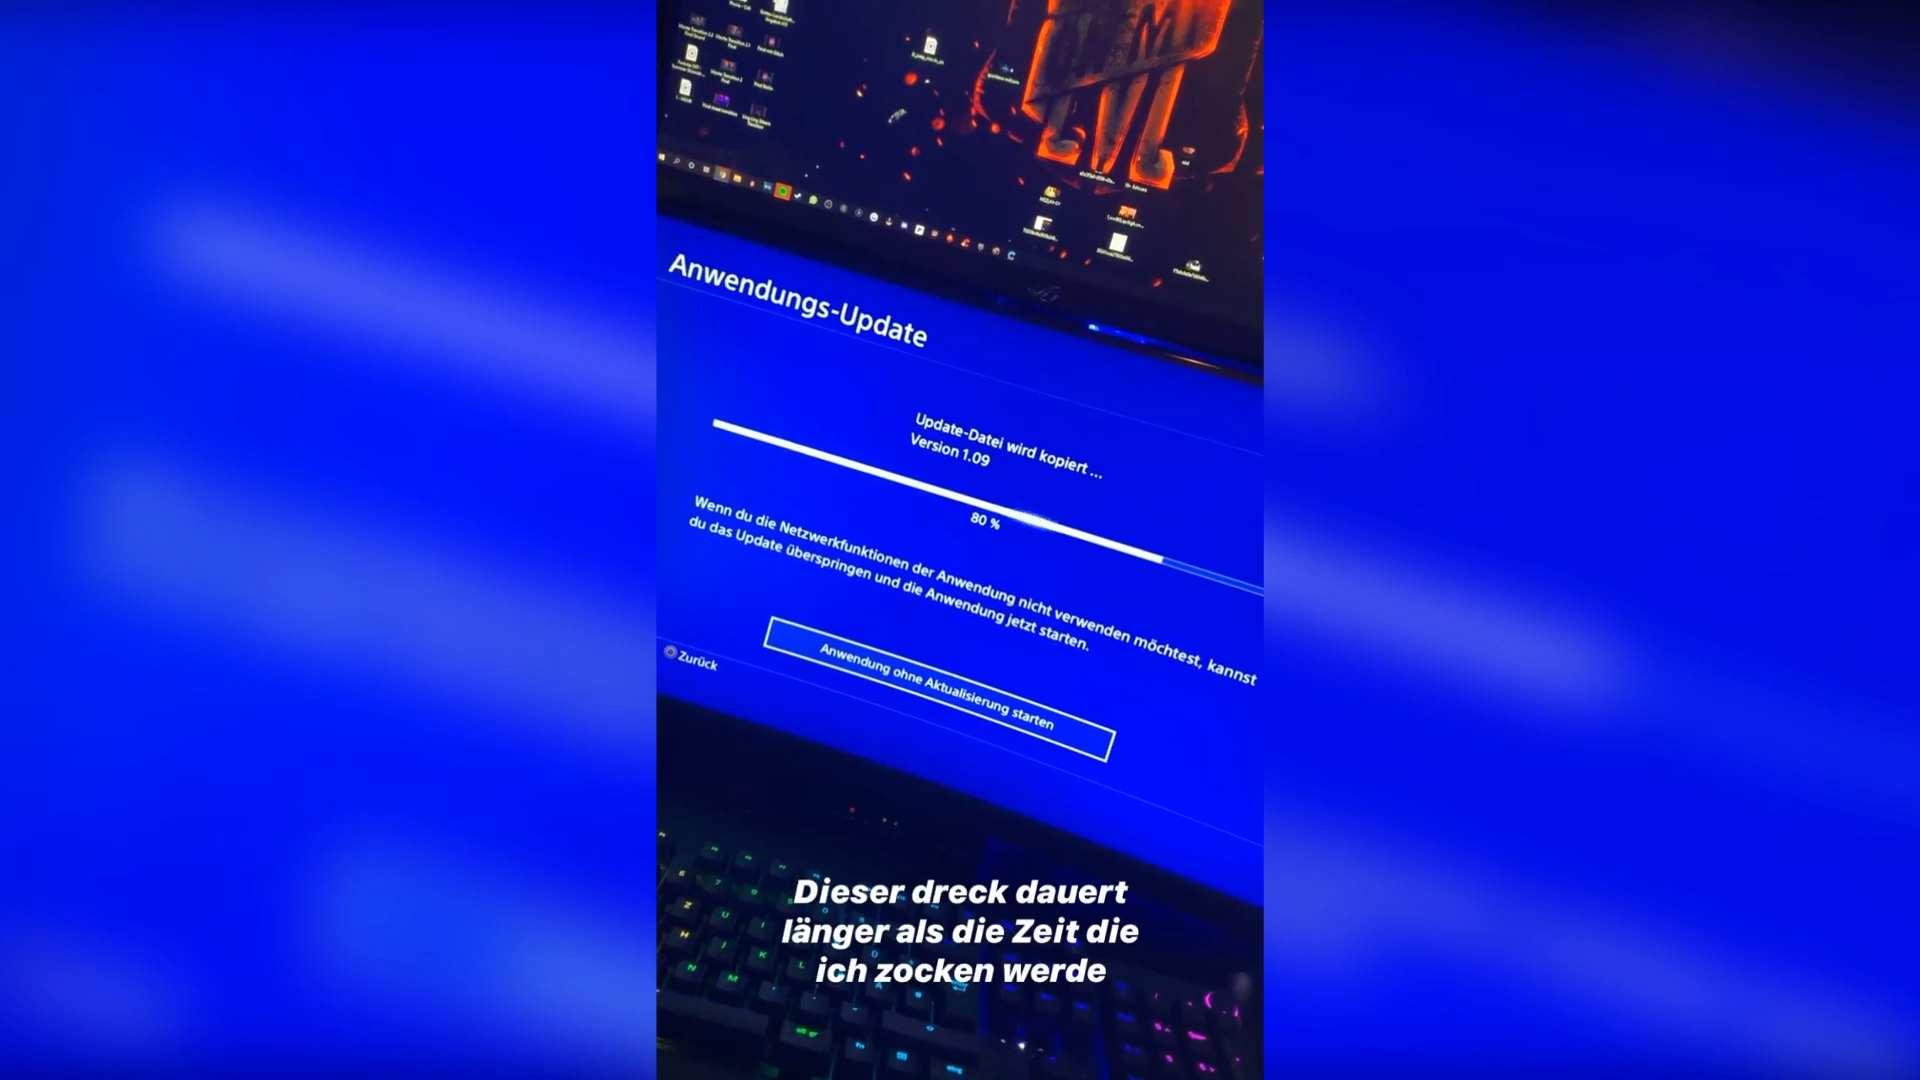 Anwendungs-Update
Update-Datei wird kopiert ...
Version 1.09
80 %
Wenn du die Netzwerkfunktionen der Anwendung nicht verwenden möchtest, kannst
du das Update überspringen und die Anwendung jetzt starten.
Anwendung ohne Aktualisierung starten
Zurück
Dieser dreck dauert
länger als die Zeit die
ich zocken werde